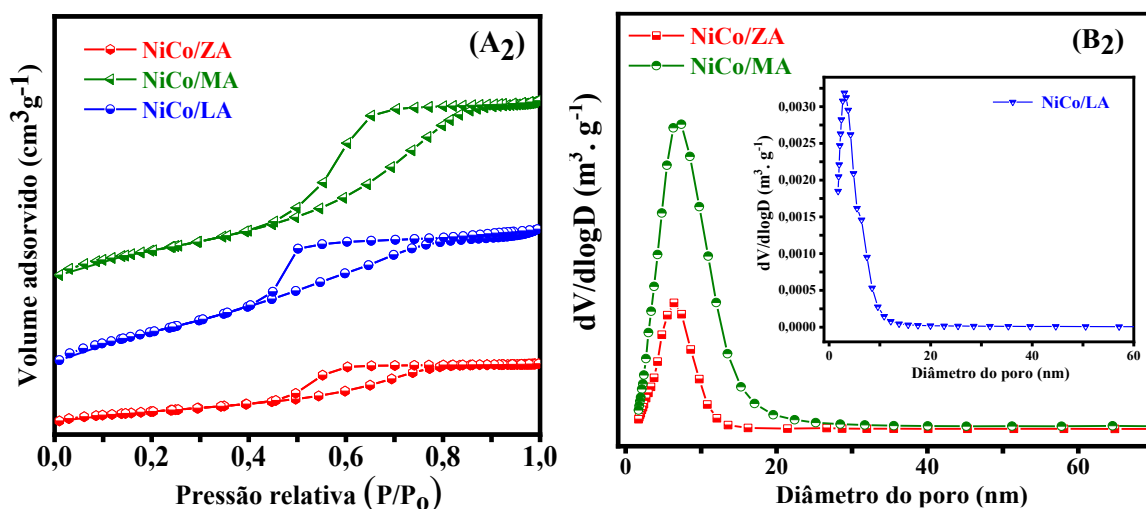 (A2)
NiCo/ZA
NiCo/MA
NiCo/LA
Volume adsorvido (cm³g-1)
0,0 0,2 0,4 0,6 0,8 1,0
Pressão relativa (P/Po)
(B2)
NiCo/ZA
NiCo/MA
dV/dlogD (m³. g-1)
0 20 40 60
Diâmetro do poro (nm)
NiCo/LA
dV/dlogD (m³. g-1)
0,0030
0,0025
0,0020
0,0015
0,0010
0,0005
0,0000
0 20 40 60
Diâmetro do poro (nm)